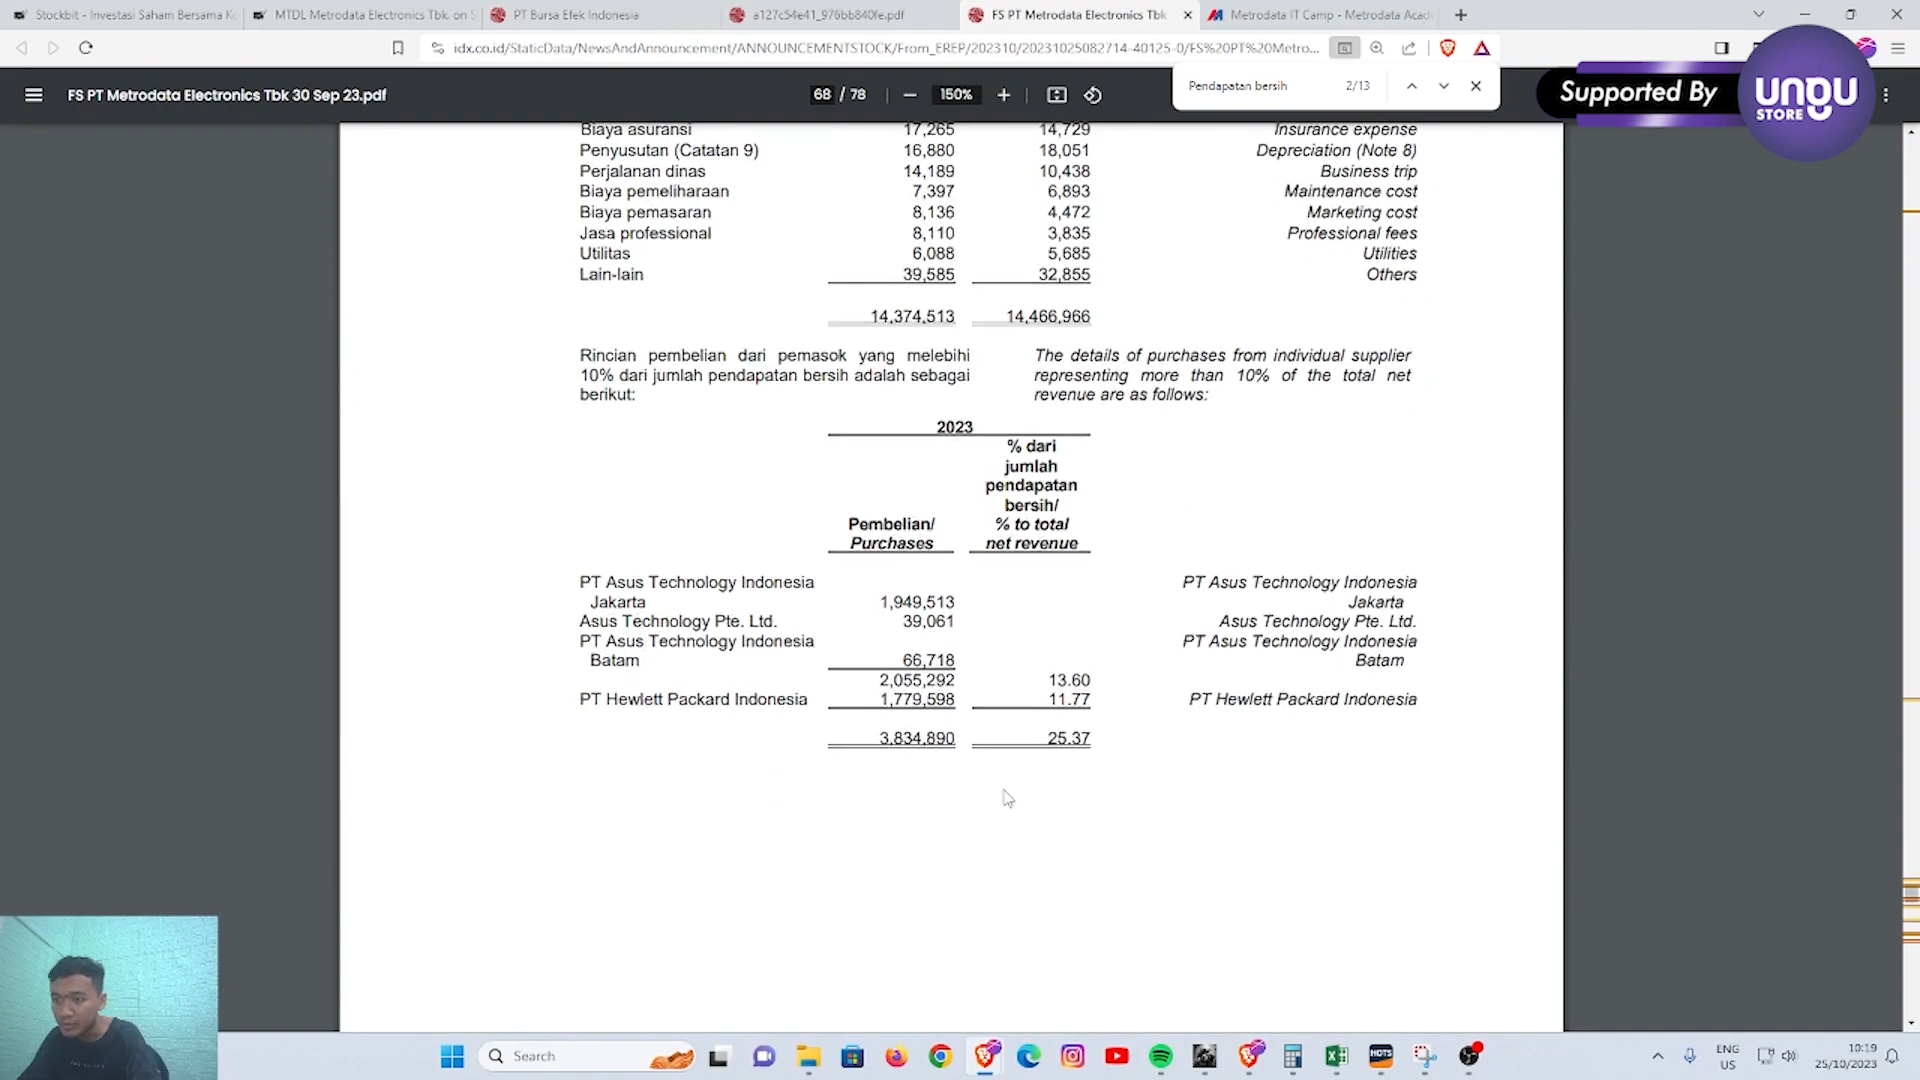 Stockbit - Investasi Saham Bersama Ko
MTDL Metrodata Electronics Tbk. on S
PT Bursa Efek Indonesia
a127c54e41_976bb840fe.pdf
FS PT Metrodata Electronics Tbk
Metrodata IT Camp - Metrodata Acad
idx.co.id/StaticData/NewsAndAnnouncement/ANNOUNCEMENTSTOCK/From_EREP/202310/20231025082714-40125-0/FS%20PT%20Metro...
FS PT Metrodata Electronics Tbk 30 Sep 23.pdf
68 / 78
150%
Pendapatan bersih 2/13
Supported By
UNGU
STORE
Biaya asuransi 17,265 14,729 Insurance expense
Penyusutan (Catatan 9) 16,880 18,051 Depreciation (Note 8)
Perjalanan dinas 14,189 10,438 Business trip
Biaya pemeliharaan 7,397 6,893 Maintenance cost
Biaya pemasaran 8,136 4,472 Marketing cost
Jasa professional 8,110 3,835 Professional fees
Utilitas 6,088 5,685 Utilities
Lain-lain 39,585 32,855 Others
14,374,513 14,466,966
Rincian pembelian dari pemasok yang melebihi
10% dari jumlah pendapatan bersih adalah sebagai
berikut:
The details of purchases from individual supplier
representing more than 10% of the total net
revenue are as follows:
2023
% dari
jumlah
pendapatan
bersih/
Pembelian/ % to total
Purchases net revenue
PT Asus Technology Indonesia PT Asus Technology Indonesia
Jakarta 1,949,513 Jakarta
Asus Technology Pte. Ltd. 39,061 Asus Technology Pte. Ltd.
PT Asus Technology Indonesia PT Asus Technology Indonesia
Batam 66,718 Batam
2,055,292 13.60
PT Hewlett Packard Indonesia 1,779,598 11.77 PT Hewlett Packard Indonesia
3,834,890 25.37
Search
HOTS
ENG
US
10:19
25/10/2023